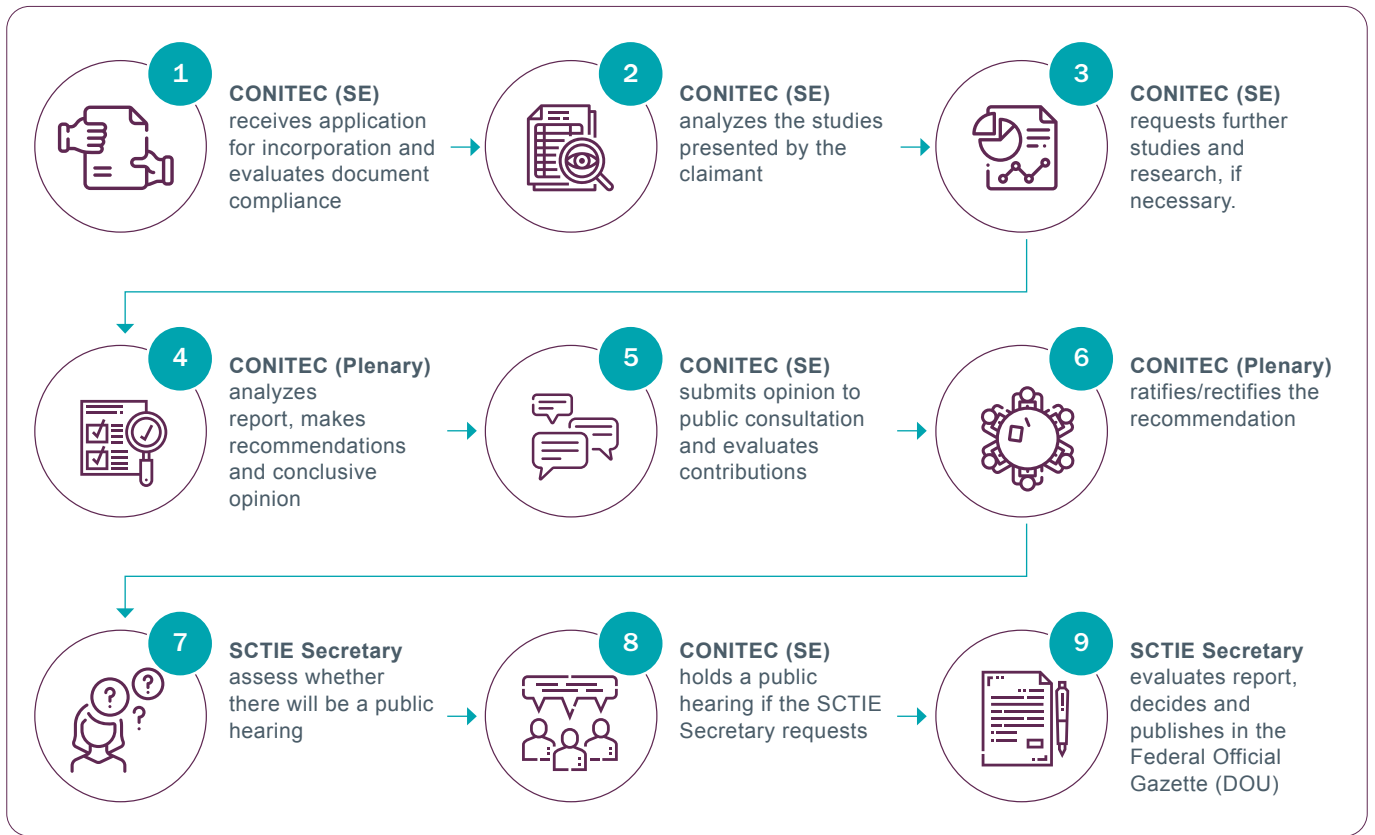 1
CONITEC (SE)
receives application
for incorporation and
evaluates document
compliance
2
CONITEC (SE)
analyzes the studies
presented by the
claimant
3
CONITEC (SE)
requests further
studies and
research, if
necessary.
4
CONITEC (Plenary)
analyzes
report, makes
recommendations
and conclusive
opinion
5
CONITEC (SE)
submits opinion to
public consultation
and evaluates
contributions
6
CONITEC (Plenary)
ratifies/rectifies the
recommendation
7
SCTIE Secretary
assess whether
there will be a public
hearing
? ? ?
8
CONITEC (SE)
holds a public
hearing if the SCTIE
Secretary requests
9
SCTIE Secretary
evaluates report,
decides and
publishes in the
Federal Official
Gazette (DOU)